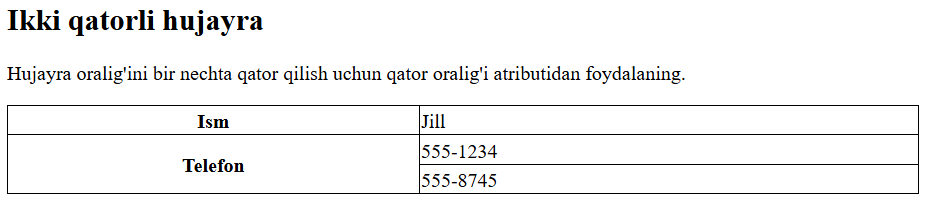 Ikki qatorli hujayra
Hujayra oralig'ini bir nechta qator qilish uchun qator oralig'i atributidan foydalaning.
Ism Jill
Telefon 555-1234
555-8745